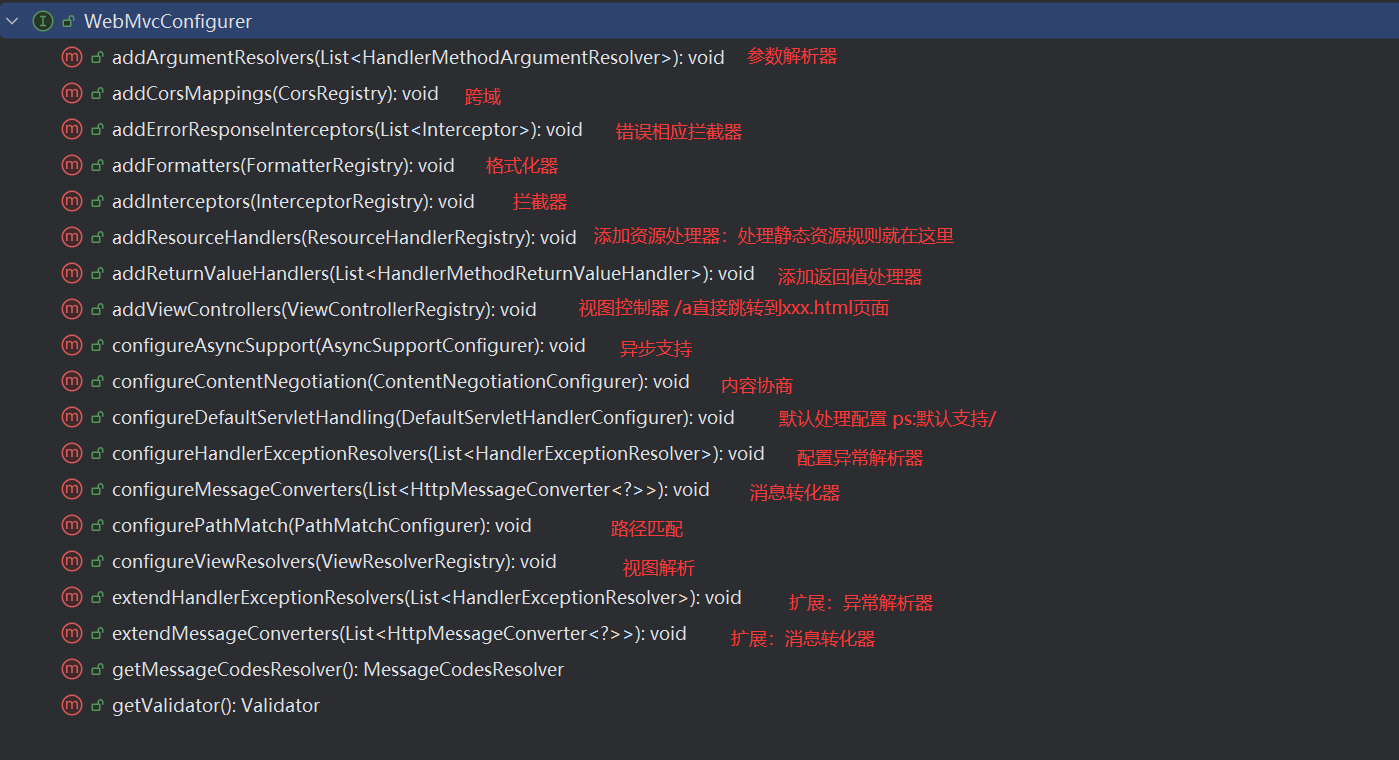 WebMvcConfigurer
addArgumentResolvers(List<HandlerMethodArgumentResolver>): void 参数解析器
addCorsMappings(CorsRegistry): void 跨域
addErrorResponseInterceptors(List<Interceptor>): void 错误相应拦截器
addFormatters(FormatterRegistry): void 格式化器
addInterceptors(InterceptorRegistry): void 拦截器
addResourceHandlers(ResourceHandlerRegistry): void 添加资源处理器：处理静态资源规则就在这里
addReturnValueHandlers(List<HandlerMethodReturnValueHandler>): void 添加返回值处理器
addViewControllers(ViewControllerRegistry): void 视图控制器 /a直接跳转到xxx.html页面
configureAsyncSupport(AsyncSupportConfigurer): void 异步支持
configureContentNegotiation(ContentNegotiationConfigurer): void 内容协商
configureDefaultServletHandling(DefaultServletHandlerConfigurer): void 默认处理配置 ps:默认支持/
configureHandlerExceptionResolvers(List<HandlerExceptionResolver>): void 配置异常解析器
configureMessageConverters(List<HttpMessageConverter<?>>): void 消息转化器
configurePathMatch(PathMatchConfigurer): void 路径匹配
configureViewResolvers(ViewResolverRegistry): void 视图解析
extendHandlerExceptionResolvers(List<HandlerExceptionResolver>): void 扩展：异常解析器
extendMessageConverters(List<HttpMessageConverter<?>>): void 扩展：消息转化器
getMessageCodesResolver(): MessageCodesResolver
getValidator(): Validator